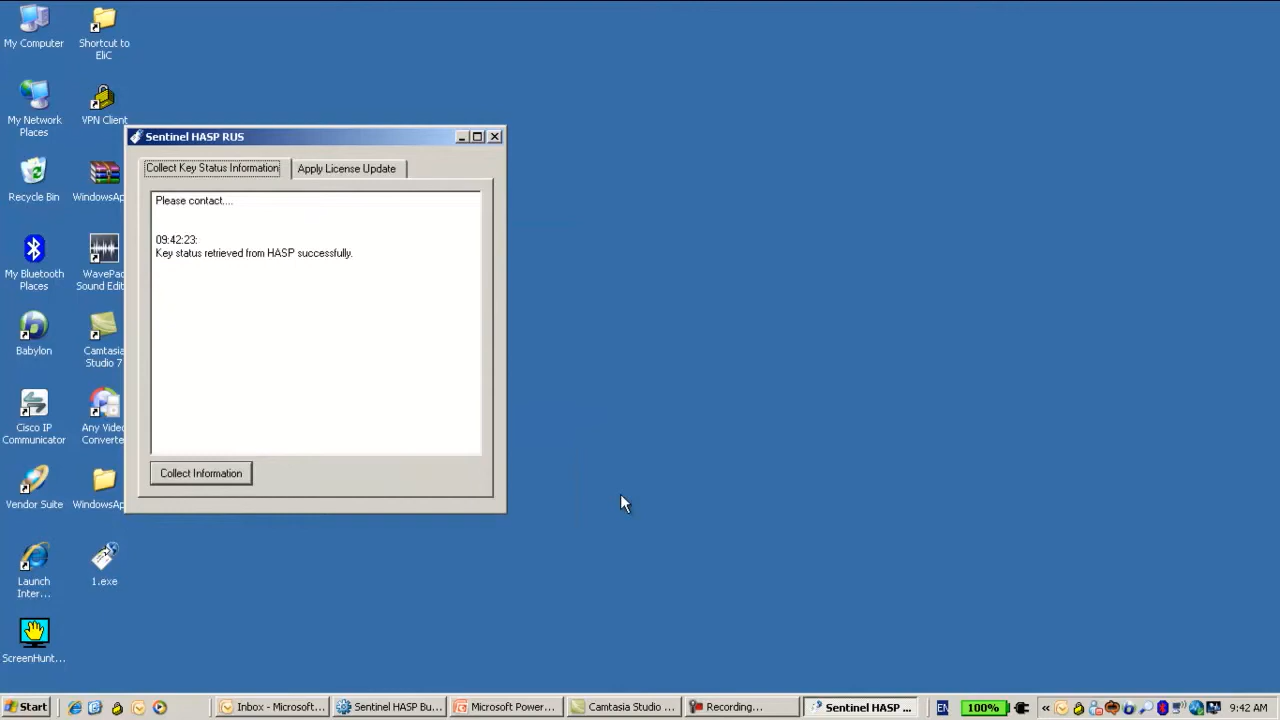 My Computer
Shortcut to
EliC
My Network
Places
VPN Client
Recycle Bin
WindowsAp
My Bluetooth
Places
WavePad
Sound Edit
Babylon
Camtasia
Studio 7
Cisco IP
Communicator
Any Video
Converte
Vendor Suite
WindowsAp
Launch
Inter...
1.exe
ScreenHunt...
Sentinel HASP RUS
Collect Key Status Information
Apply License Update
Please contact....
09:42:23:
Key status retrieved from HASP successfully.
Collect Information
Start
Inbox - Microsoft...
Sentinel HASP Bu...
Microsoft Power...
Camtasia Studio ...
Recording...
Sentinel HASP ...
EN
100%
9:42 AM